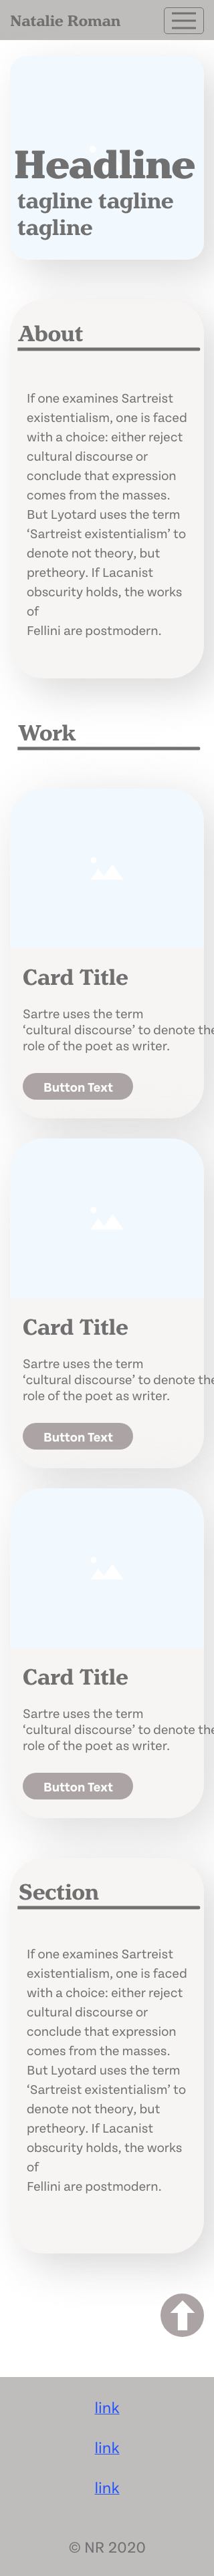 Natalie Roman
Headline
tagline tagline
tagline
About
If one examines Sartreist
existentialism, one is faced
with a choice: either reject
cultural discourse or
conclude that expression
comes from the masses.
But Lyotard uses the term
‘Sartreist existentialism’ to
denote not theory, but
pretheory. If Lacanist
obscurity holds, the works
of
Fellini are postmodern.
Work
Card Title
Sartre uses the term
‘cultural discourse’ to denote the
role of the poet as writer.
Button Text
Card Title
Sartre uses the term
‘cultural discourse’ to denote the
role of the poet as writer.
Button Text
Card Title
Sartre uses the term
‘cultural discourse’ to denote the
role of the poet as writer.
Button Text
Section
If one examines Sartreist
existentialism, one is faced
with a choice: either reject
cultural discourse or
conclude that expression
comes from the masses.
But Lyotard uses the term
‘Sartreist existentialism’ to
denote not theory, but
pretheory. If Lacanist
obscurity holds, the works
of
Fellini are postmodern.
link
link
link
© NR 2020